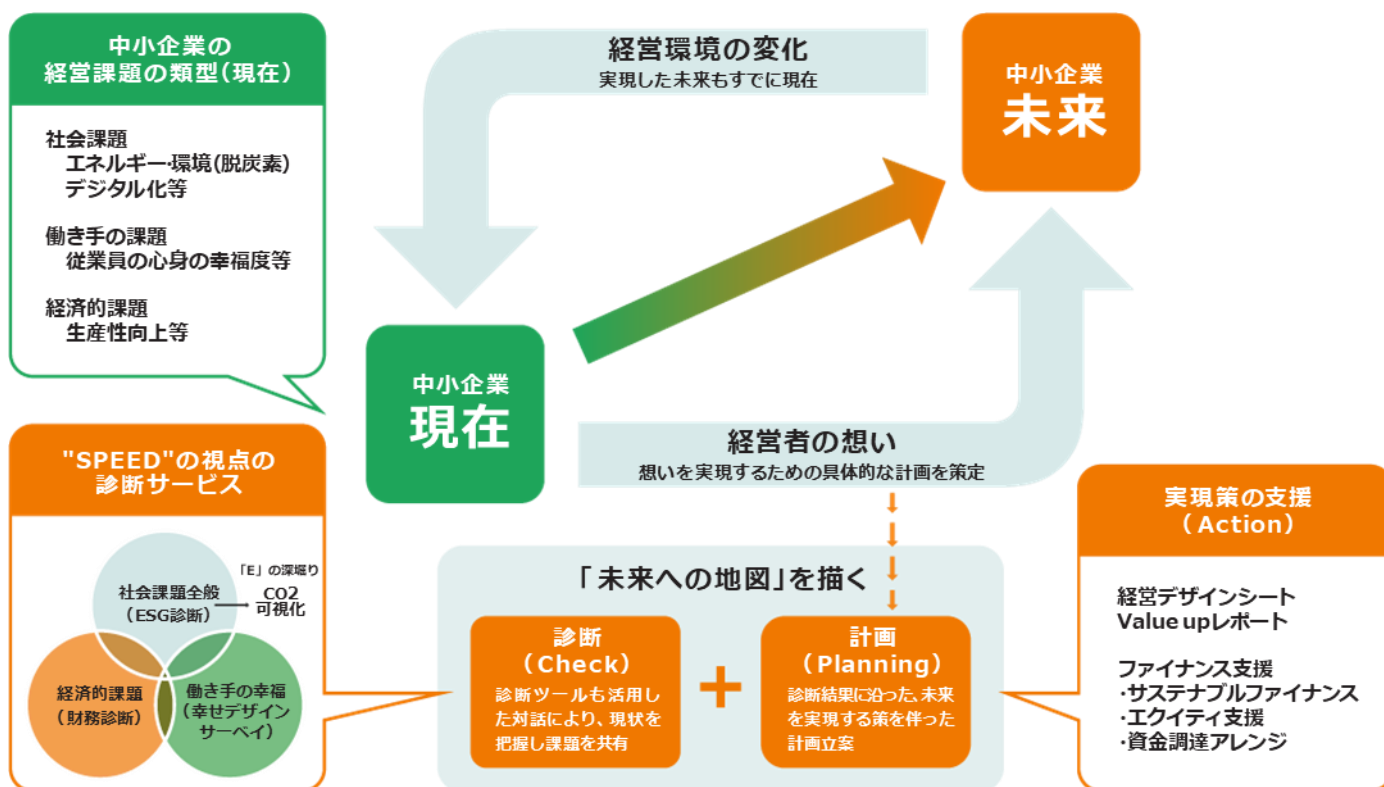 中小企業の
経営課題の類型(現在)
社会課題
エネルギー・環境(脱炭素)
デジタル化等
働き手の課題
従業員の心身の幸福度等
経済的課題
生産性向上等
経営環境の変化
実現した未来もすでに現在
中小企業
未来
中小企業
現在
経営者の想い
想いを実現するための具体的な計画を策定
"SPEED"の視点の
診断サービス
社会課題全般
(ESG診断)
「E」の深堀り
CO2
可視化
経済的課題
(財務診断)
働き手の幸福
(幸せデザイン
サーベイ)
「未来への地図」を描く
診断
(Check)
診断ツールも活用し
た対話により、現状を
把握し課題を共有
+
計画
(Planning)
診断結果に沿った、未来
を実現する策を伴った
計画立案
実現策の支援
(Action)
経営デザインシート
Value upレポート
ファイナンス支援
・サステナブルファイナンス
・エクイティ支援
・資金調達アレンジ